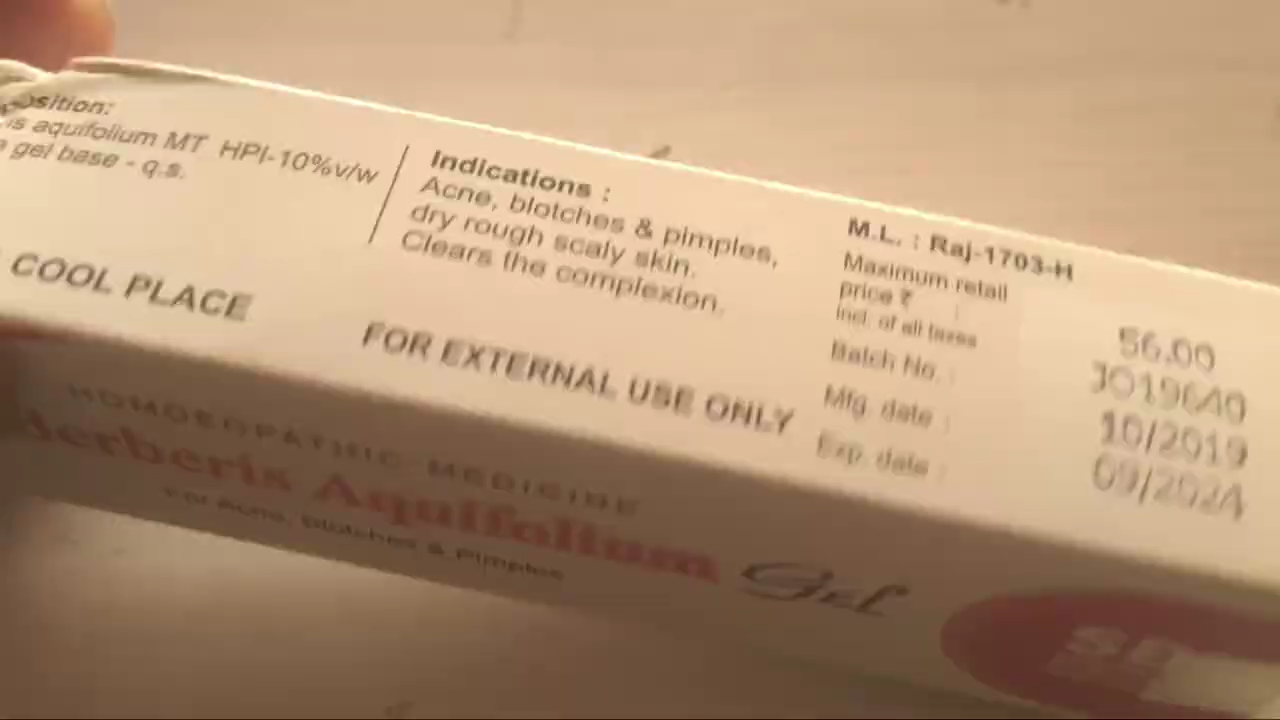 osition:
is aquifolium MT HPI-10%v/w
gel base - q.s.
COOL PLACE
Indications :
Acne, blotches & pimples,
dry rough scaly skin.
Clears the complexion.
FOR EXTERNAL USE ONLY
M.L. : Raj-1703-H
Maximum retail
price ₹ : 56.00
incl. of all taxes
Batch No. :
Mfg. date : 10/2019
Exp. date : 09/2024
HOMOEOPATHIC MEDICINE
Berberis Aquifolium Gel
For Acne, Blotches & Pimples